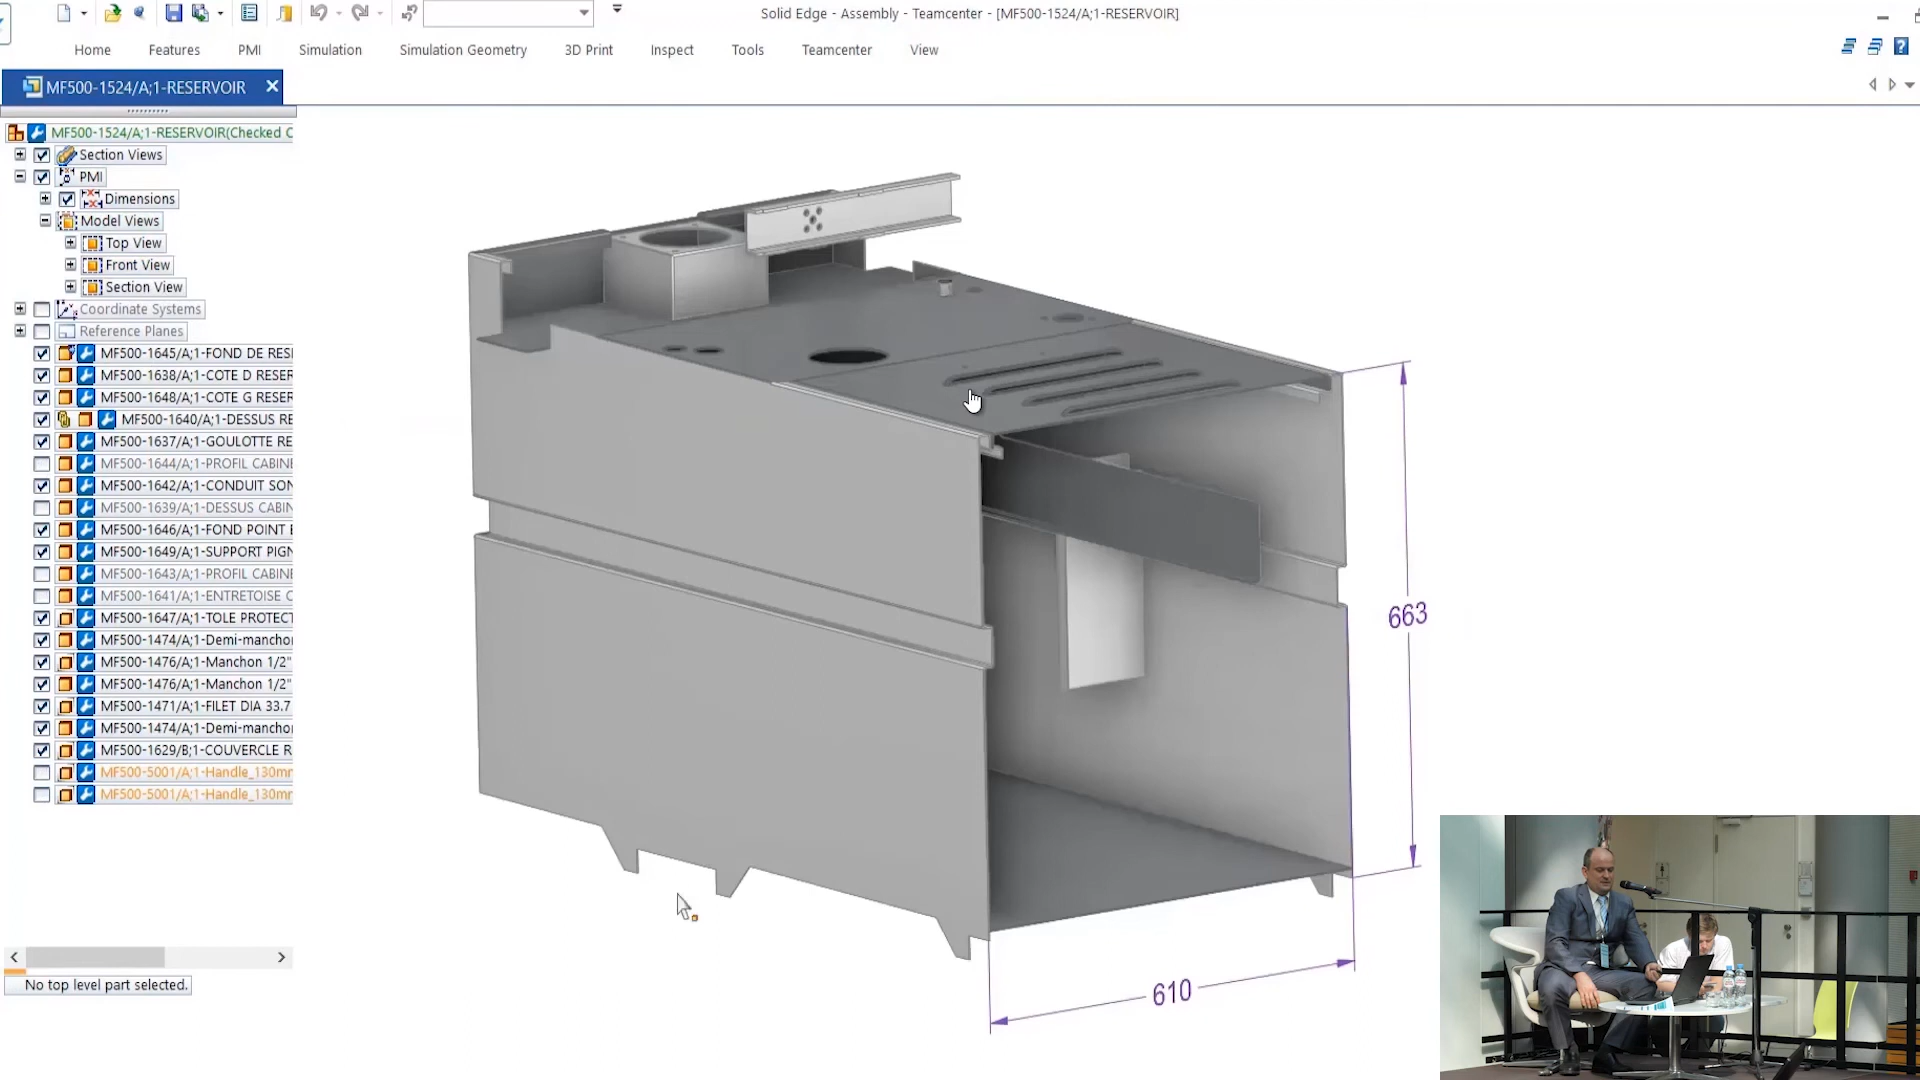 Solid Edge - Assembly - Teamcenter - [MF500-1524/A;1-RESERVOIR]
Home Features PMI Simulation Simulation Geometry 3D Print Inspect Tools Teamcenter View
MF500-1524/A;1-RESERVOIR
MF500-1524/A;1-RESERVOIR(Checked O
Section Views
PMI
Dimensions
Model Views
Top View
Front View
Section View
Coordinate Systems
Reference Planes
MF500-1645/A;1-FOND DE RESE
MF500-1638/A;1-COTE D RESER
MF500-1648/A;1-COTE G RESER
MF500-1640/A;1-DESSUS RE
MF500-1637/A;1-GOULOTTE RE
MF500-1644/A;1-PROFIL CABINE
MF500-1642/A;1-CONDUIT SON
MF500-1639/A;1-DESSUS CABIN
MF500-1646/A;1-FOND POINT B
MF500-1649/A;1-SUPPORT PIGN
MF500-1643/A;1-PROFIL CABINE
MF500-1641/A;1-ENTRETOISE C
MF500-1647/A;1-TOLE PROTECT
MF500-1474/A;1-Demi-manchon
MF500-1476/A;1-Manchon 1/2"
MF500-1476/A;1-Manchon 1/2"
MF500-1471/A;1-FILET DIA 33.7
MF500-1474/A;1-Demi-manchon
MF500-1629/B;1-COUVERCLE R
MF500-5001/A;1-Handle_130mm
MF500-5001/A;1-Handle_130mm
No top level part selected.
663
610